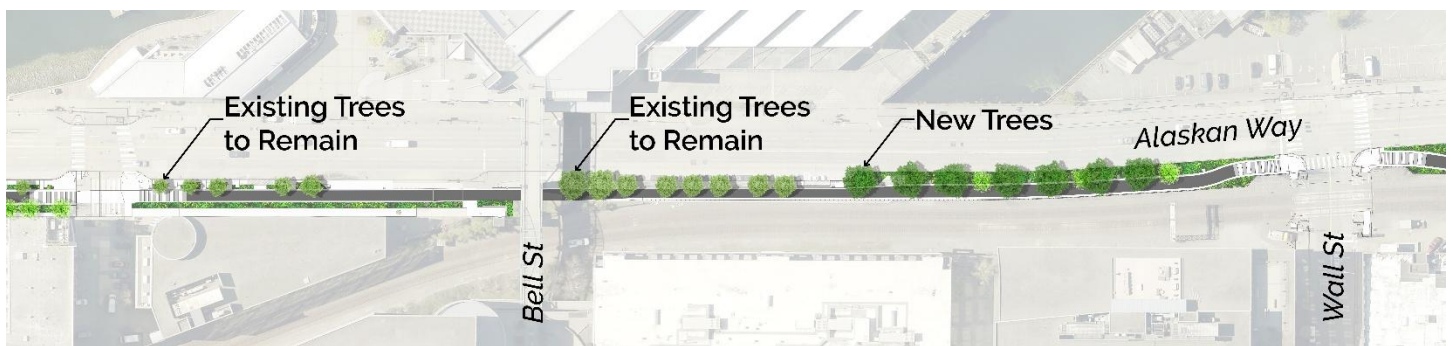 Existing Trees
to Remain
Existing Trees
to Remain
New Trees
Alaskan Way
Bell St
Wall St